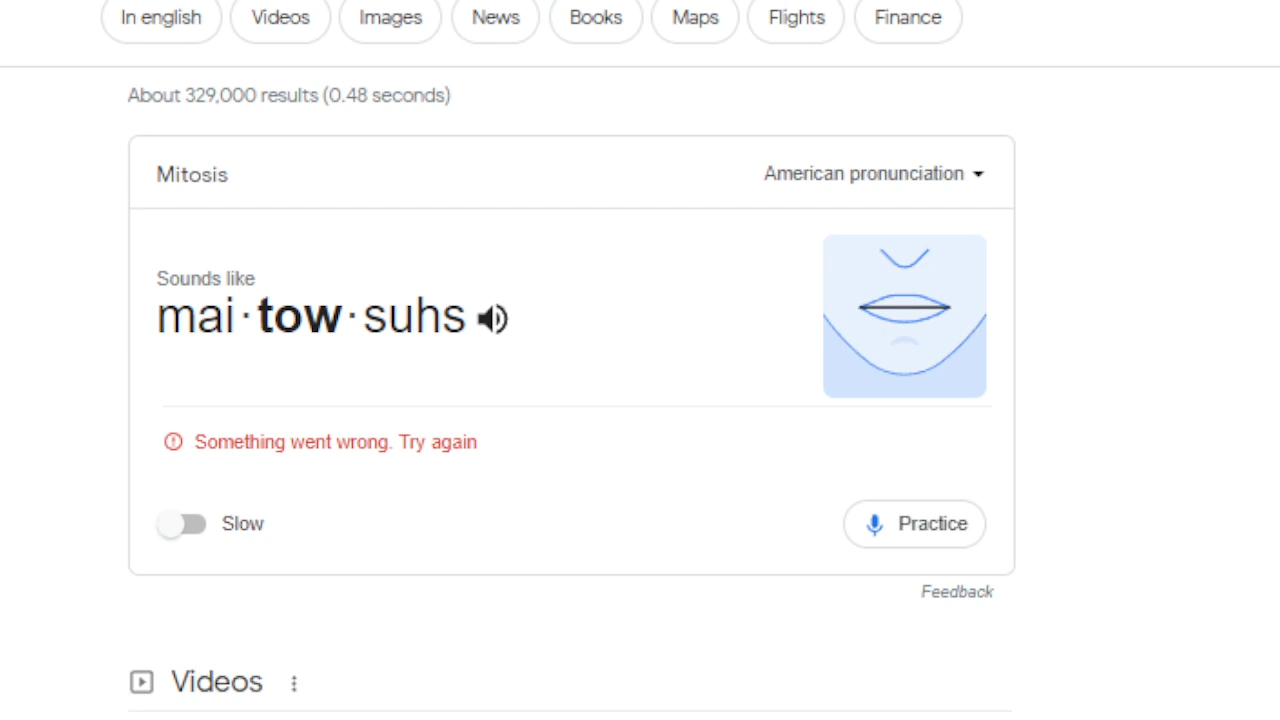 In english Videos Images News Books Maps Flights Finance
About 329,000 results (0.48 seconds)
Mitosis American pronunciation
Sounds like
mai·tow·suhs
Something went wrong. Try again
Slow Practice
Feedback
Videos